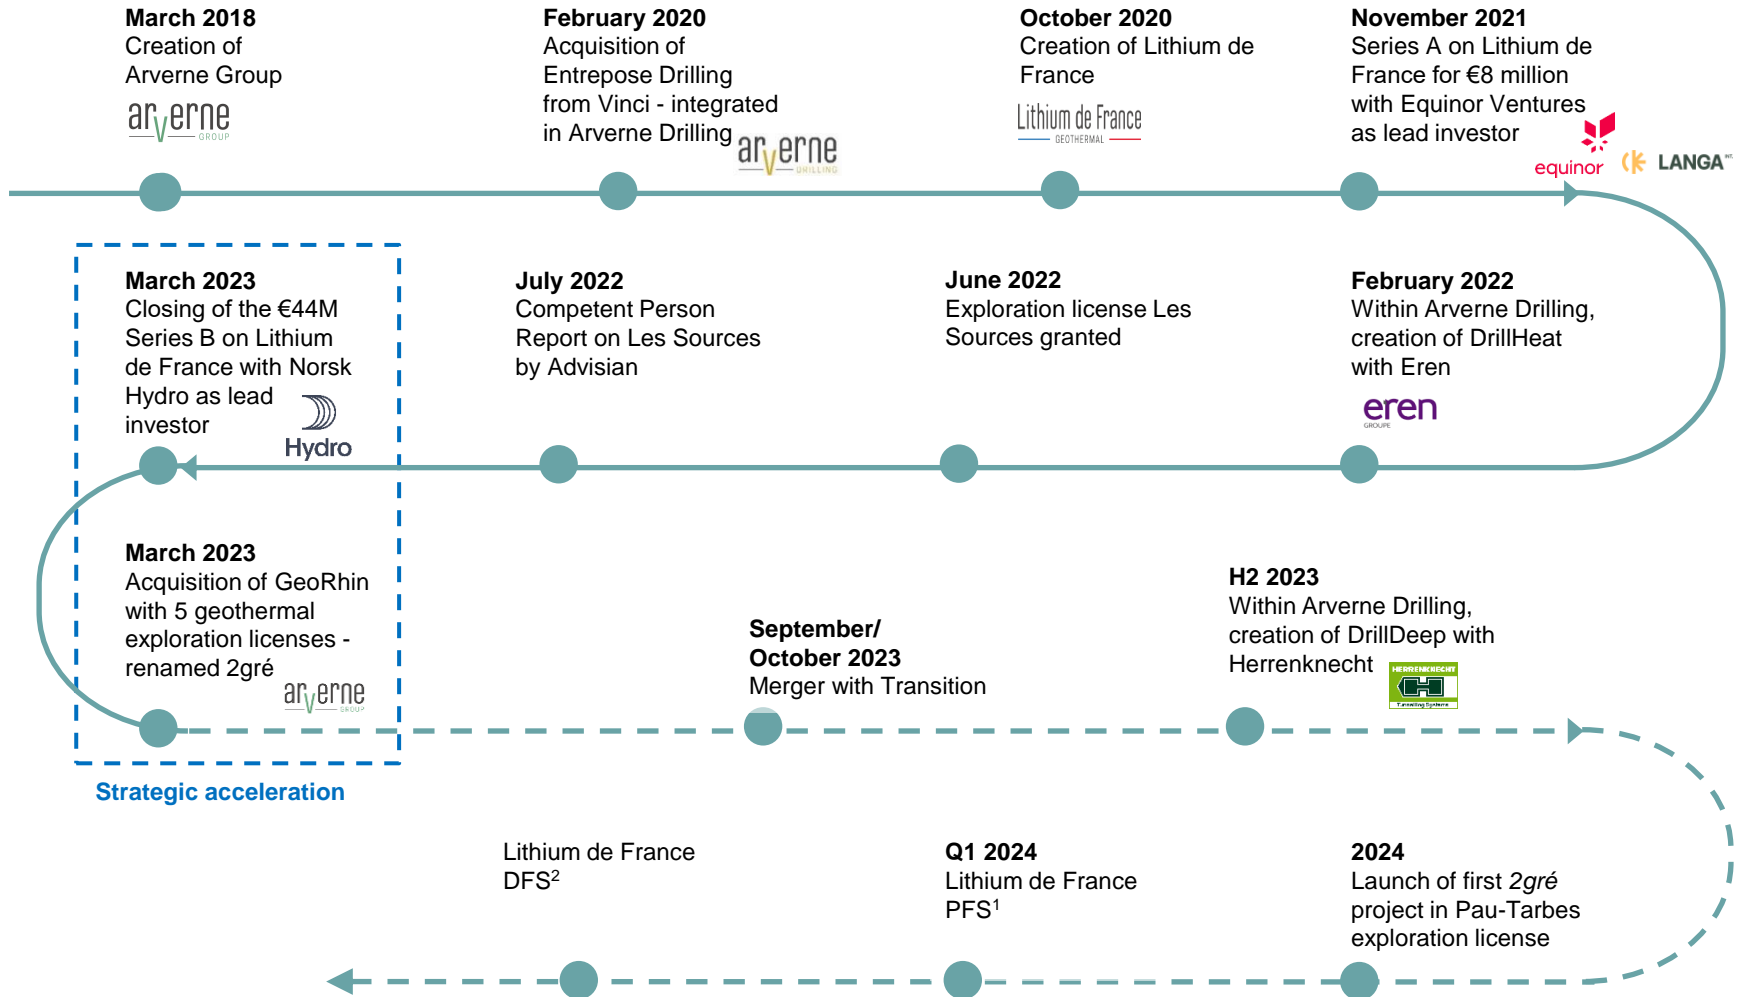 March 2018
Creation of
Arverne Group
arverne
GROUP
February 2020
Acquisition of
Entrepose Drilling
from Vinci - integrated
in Arverne Drilling
arverne
DRILLING
October 2020
Creation of Lithium de
France
Lithium de France
GEOTHERMAL
November 2021
Series A on Lithium de
France for €8 million
with Equinor Ventures
as lead investor
equinor
LANGA INT.
March 2023
Closing of the €44M
Series B on Lithium
de France with Norsk
Hydro as lead
investor
Hydro
July 2022
Competent Person
Report on Les Sources
by Advisian
June 2022
Exploration license Les
Sources granted
February 2022
Within Arverne Drilling,
creation of DrillHeat
with Eren
eren
GROUPE
March 2023
Acquisition of GeoRhin
with 5 geothermal
exploration licenses -
renamed 2gré
arverne
GROUP
September/
October 2023
Merger with Transition
H2 2023
Within Arverne Drilling,
creation of DrillDeep with
Herrenknecht
HERRENKNECHT
Tunnelling Systems
Strategic acceleration
Lithium de France
DFS²
Q1 2024
Lithium de France
PFS¹
2024
Launch of first 2gré
project in Pau-Tarbes
exploration license